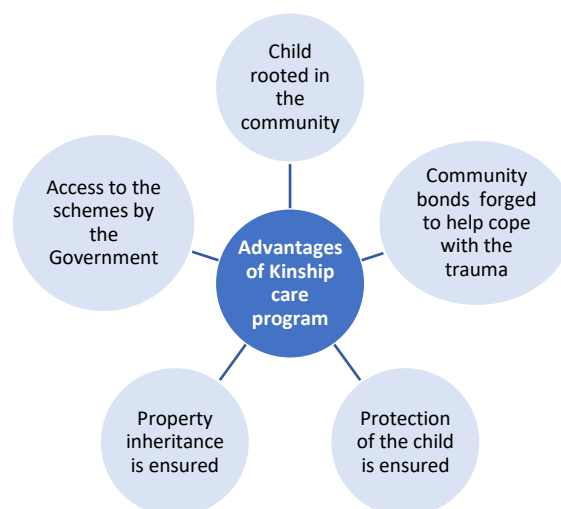 Child
rooted in
the
community
Access to the
schemes by
the
Government
Community
bonds forged
to help cope
with the
trauma
Advantages
of Kinship
care
program
Property
inheritance
is ensured
Protection
of the child
is ensured